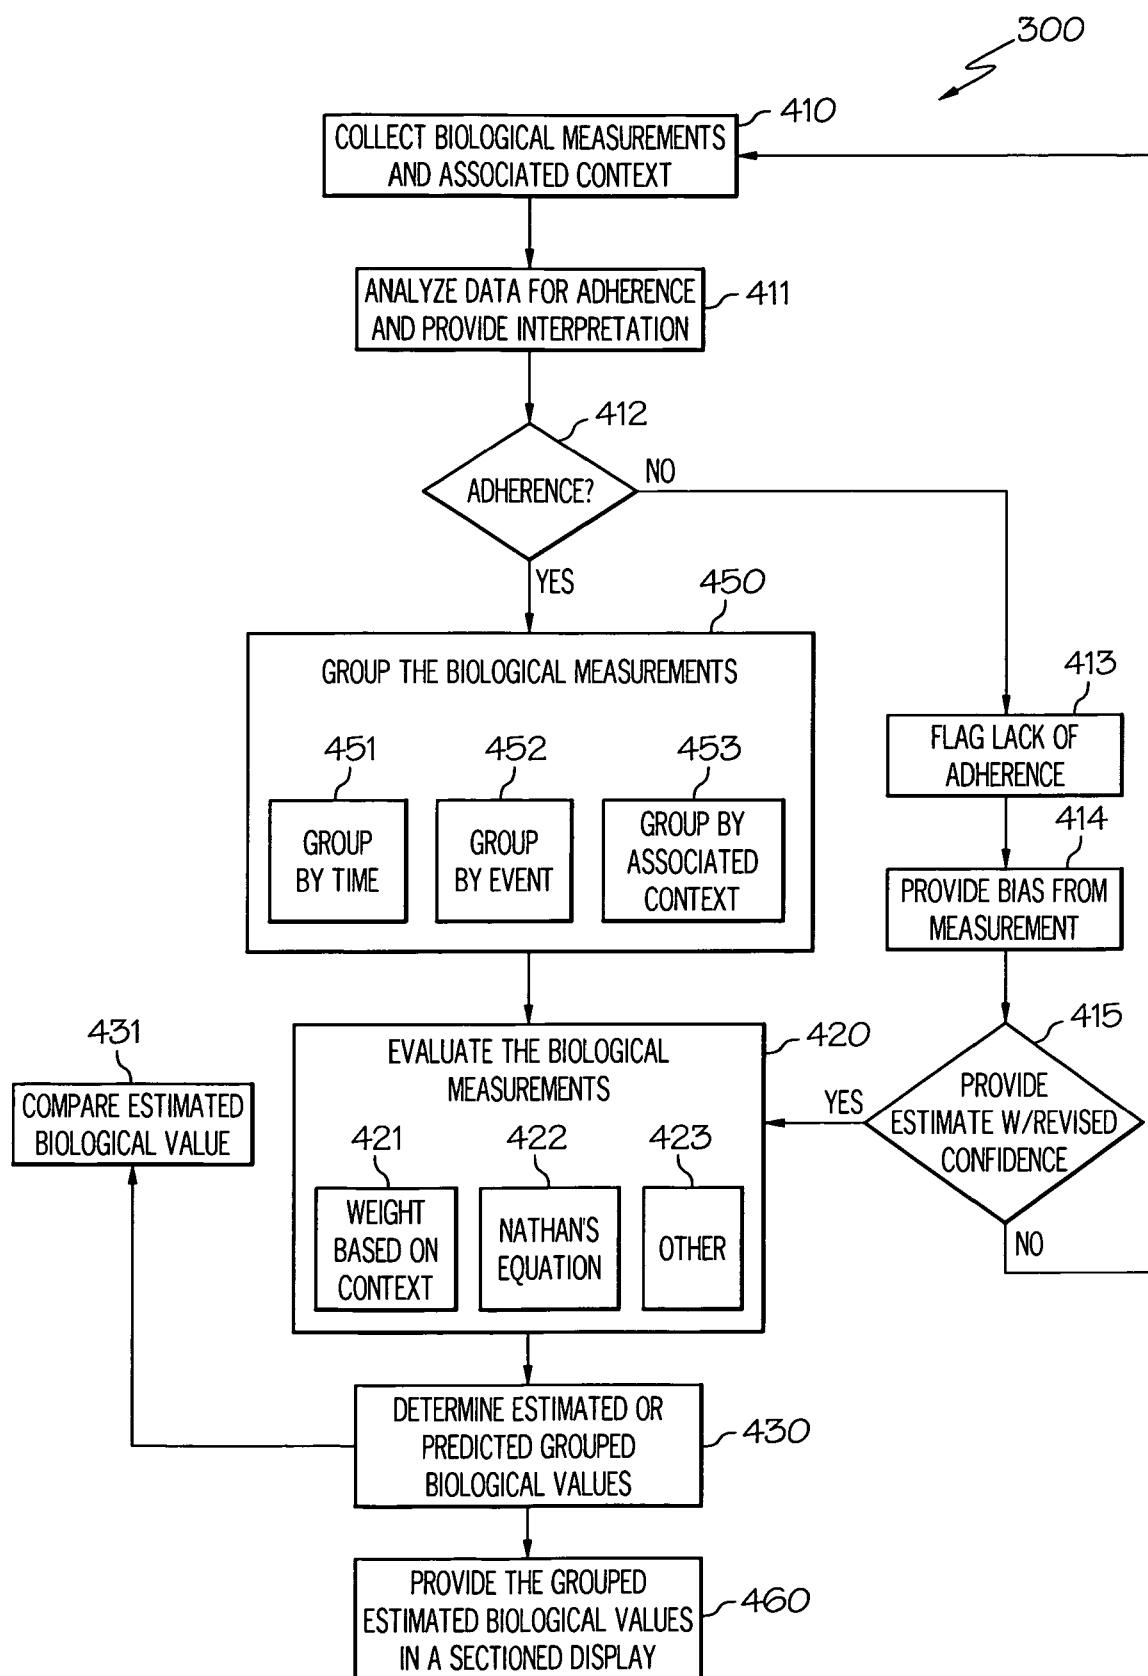 300
410
COLLECT BIOLOGICAL MEASUREMENTS
AND ASSOCIATED CONTEXT
ANALYZE DATA FOR ADHERENCE
AND PROVIDE INTERPRETATION
411
412
ADHERENCE?
NO
YES
450
GROUP THE BIOLOGICAL MEASUREMENTS
451
452
453
GROUP
BY TIME
GROUP
BY EVENT
GROUP BY
ASSOCIATED
CONTEXT
413
FLAG LACK OF
ADHERENCE
414
PROVIDE BIAS FROM
MEASUREMENT
415
PROVIDE
ESTIMATE W/REVISED
CONFIDENCE
YES
NO
420
EVALUATE THE BIOLOGICAL
MEASUREMENTS
421
422
423
WEIGHT
BASED ON
CONTEXT
NATHAN'S
EQUATION
OTHER
431
COMPARE ESTIMATED
BIOLOGICAL VALUE
DETERMINE ESTIMATED OR
PREDICTED GROUPED
BIOLOGICAL VALUES
430
PROVIDE THE GROUPED
ESTIMATED BIOLOGICAL VALUES
IN A SECTIONED DISPLAY
460